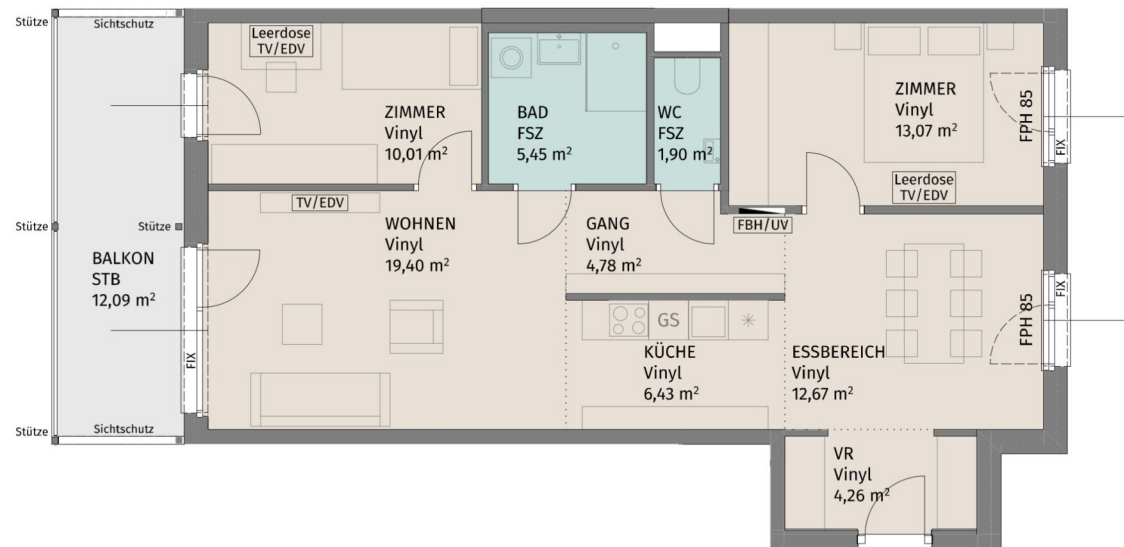 Stütze
Sichtschutz
Leerdose
TV/EDV
ZIMMER
Vinyl
10,01 m²
BAD
FSZ
5,45 m²
WC
FSZ
1,90 m²
ZIMMER
Vinyl
13,07 m²
FPH 85
FIX
Leerdose
TV/EDV
Stütze
Stütze
BALKON
STB
12,09 m²
TV/EDV
WOHNEN
Vinyl
19,40 m²
GANG
Vinyl
4,78 m²
FBH/UV
FIX
GS
KÜCHE
Vinyl
6,43 m²
ESSBEREICH
Vinyl
12,67 m²
FPH 85
FIX
Stütze
Sichtschutz
VR
Vinyl
4,26 m²